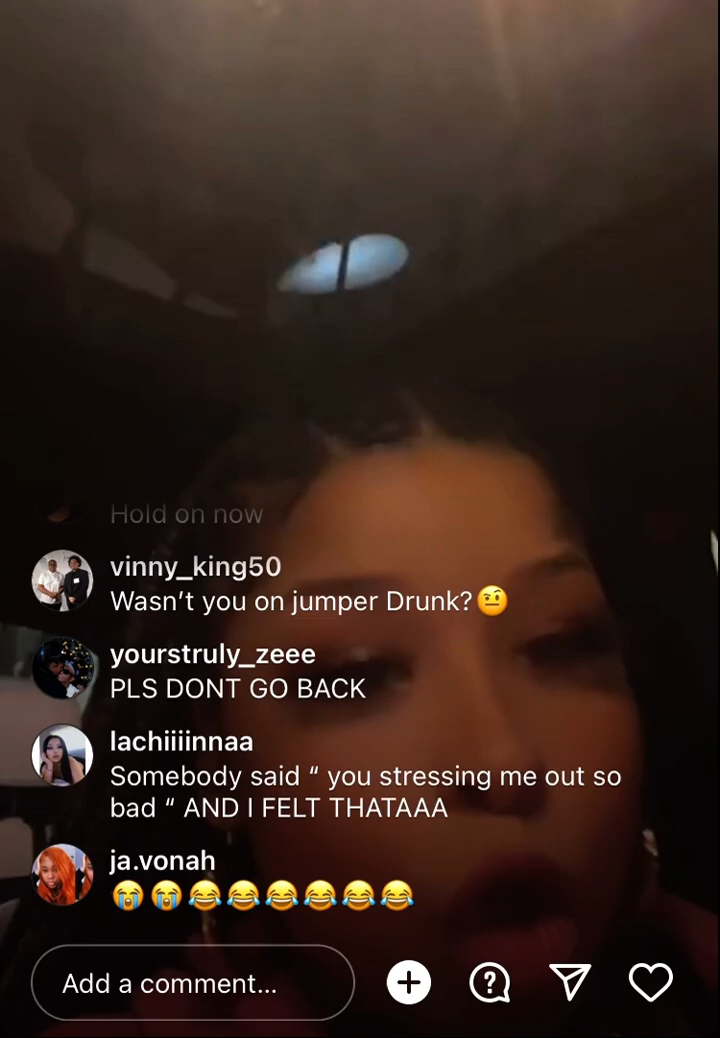 Hold on now
vinny_king50
Wasn’t you on jumper Drunk?🤨
yourstruly_zeee
PLS DONT GO BACK
lachiiiinnaa
Somebody said “ you stressing me out so
bad “ AND I FELT THATAAA
ja.vonah
😭😭😂😂😂😂😂😂
Add a comment...